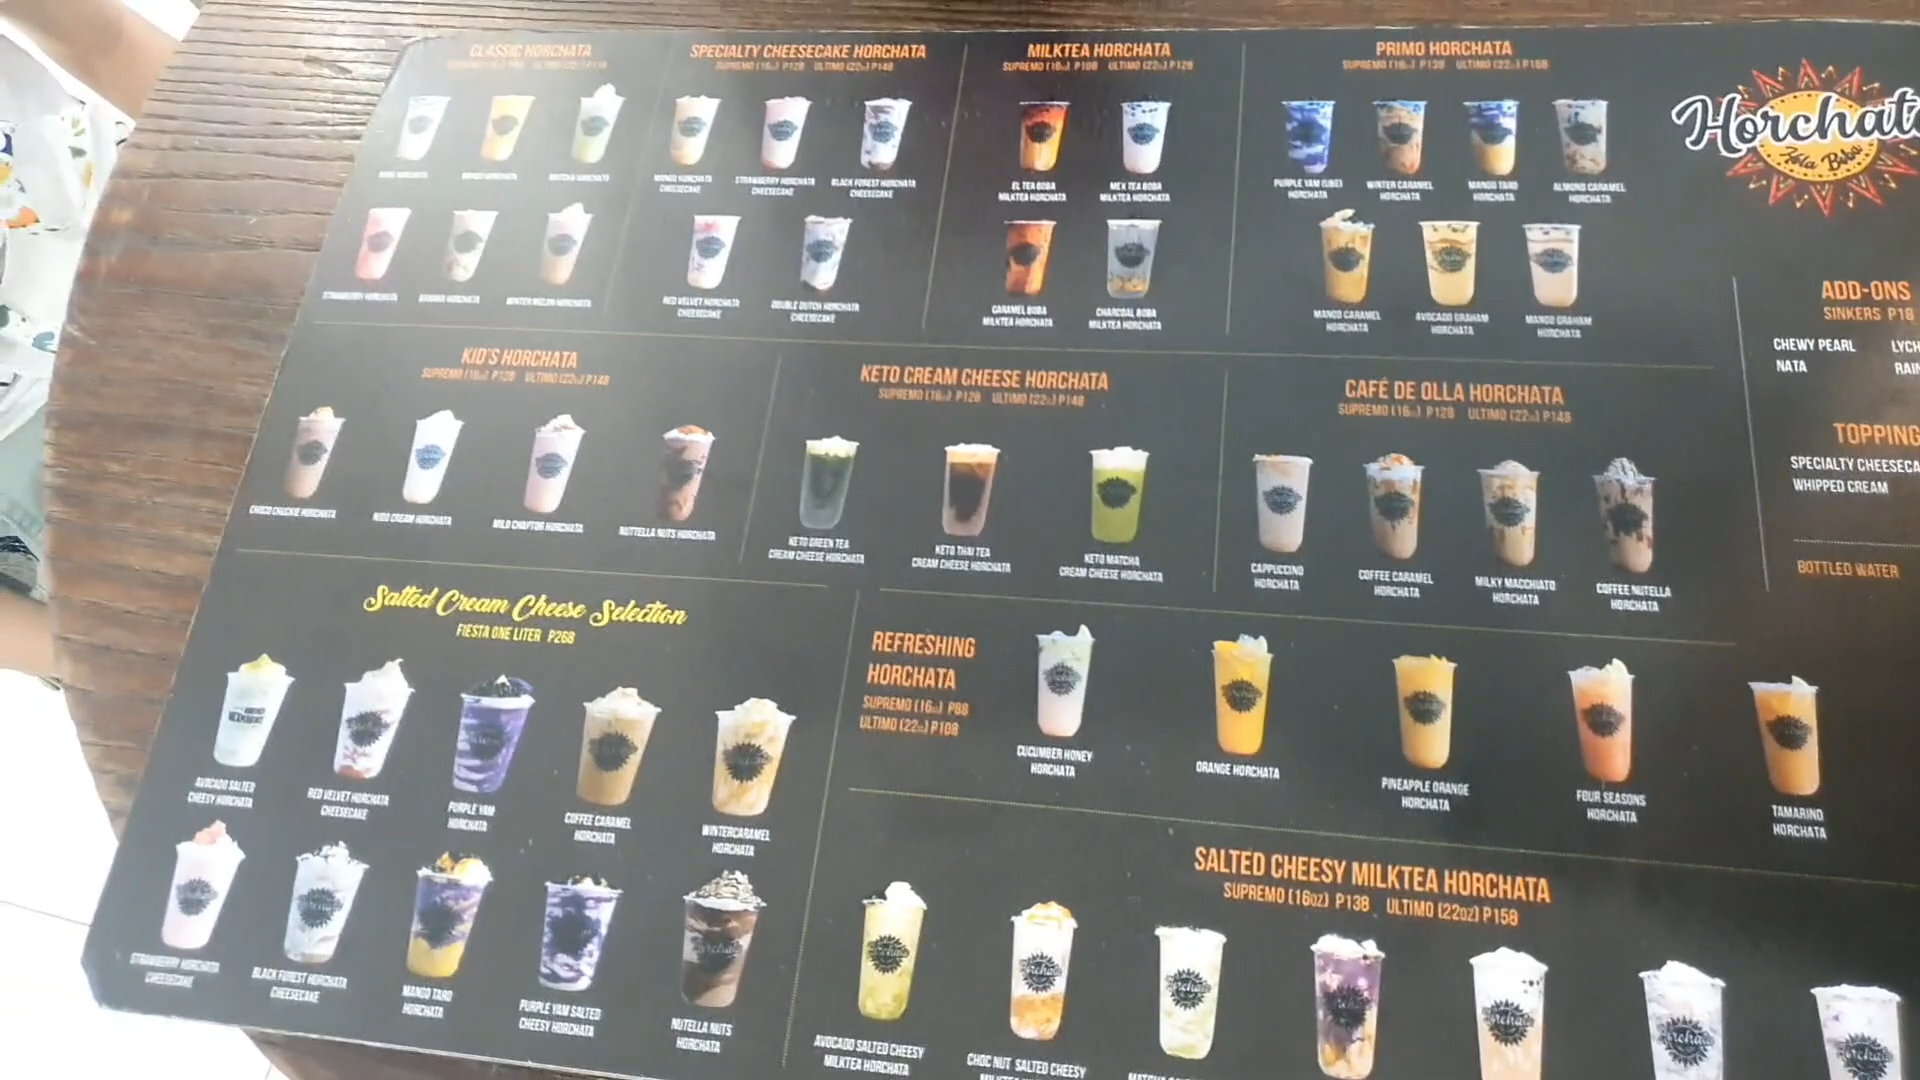 CLASSIC HORCHATA
MANGO HORCHATA
MATCHA HORCHATA
STRAWBERRY HORCHATA
BANANA HORCHATA
WINTER MELON HORCHATA
SPECIALTY CHEESECAKE HORCHATA
SUPREMO (16oz) P128 ULTIMO (22oz) P148
MANGO HORCHATA
CHEESECAKE
STRAWBERRY HORCHATA
CHEESECAKE
BLACK FOREST HORCHATA
CHEESECAKE
RED VELVET HORCHATA
CHEESECAKE
DOUBLE DUTCH HORCHATA
CHEESECAKE
MILKTEA HORCHATA
SUPREMO (16oz) P108 ULTIMO (22oz) P128
EL TEA BOBA
MILKTEA HORCHATA
MEX TEA BOBA
MILKTEA HORCHATA
CARAMEL BOBA
MILKTEA HORCHATA
CHARCOAL BOBA
MILKTEA HORCHATA
PRIMO HORCHATA
SUPREMO (16oz) P138 ULTIMO (22oz) P158
PURPLE YAM (UBE)
HORCHATA
WINTER CARAMEL
HORCHATA
MANGO TARO
HORCHATA
ALMOND CARAMEL
HORCHATA
MANGO CARAMEL
HORCHATA
AVOCADO GRAHAM
HORCHATA
MANGO GRAHAM
HORCHATA
Horchata
Xola Boba
ADD-ONS
SINKERS P18
CHEWY PEARL LYCH
NATA RAIN
TOPPING
SPECIALTY CHEESECA
WHIPPED CREAM
BOTTLED WATER
KID'S HORCHATA
SUPREMO (16oz) P128 ULTIMO (22oz) P148
CHOCO CHUCKIE HORCHATA
MILO CHAPTOR HORCHATA
NUTTELLA NUTS HORCHATA
KETO CREAM CHEESE HORCHATA
SUPREMO (16oz) P128 ULTIMO (22oz) P148
KETO GREEN TEA
CREAM CHEESE HORCHATA
KETO THAI TEA
CREAM CHEESE HORCHATA
KETO MATCHA
CREAM CHEESE HORCHATA
CAFÉ DE OLLA HORCHATA
SUPREMO (16oz) P128 ULTIMO (22oz) P148
CAPPUCCINO
HORCHATA
COFFEE CARAMEL
HORCHATA
MILKY MACCHIATO
HORCHATA
COFFEE NUTELLA
HORCHATA
Salted Cream Cheese Selection
FIESTA ONE LITER P268
AVOCADO SALTED
CHEESY HORCHATA
RED VELVET HORCHATA
CHEESECAKE
PURPLE YAM
HORCHATA
COFFEE CARAMEL
HORCHATA
WINTERCARAMEL
HORCHATA
STRAWBERRY HORCHATA
CHEESECAKE
BLACK FOREST HORCHATA
CHEESECAKE
MANGO TARO
HORCHATA
PURPLE YAM SALTED
CHEESY HORCHATA
NUTELLA NUTS
HORCHATA
REFRESHING
HORCHATA
SUPREMO (16oz) P88
ULTIMO (22oz) P108
CUCUMBER HONEY
HORCHATA
ORANGE HORCHATA
PINEAPPLE ORANGE
HORCHATA
FOUR SEASONS
HORCHATA
TAMARIND
HORCHATA
SALTED CHEESY MILKTEA HORCHATA
SUPREMO (16oz) P138 ULTIMO (22oz) P158
AVOCADO SALTED CHEESY
MILKTEA HORCHATA
CHOC NUT SALTED CHEESY